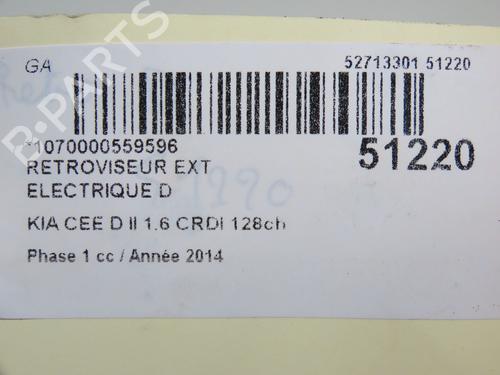 GA
52713301 51220
*1070000559596
51220
RETROVISEUR EXT
ELECTRIQUE D
KIA CEE D II 1.6 CRDI 128ch
Phase 1 cc / Année 2014
B-PARTS